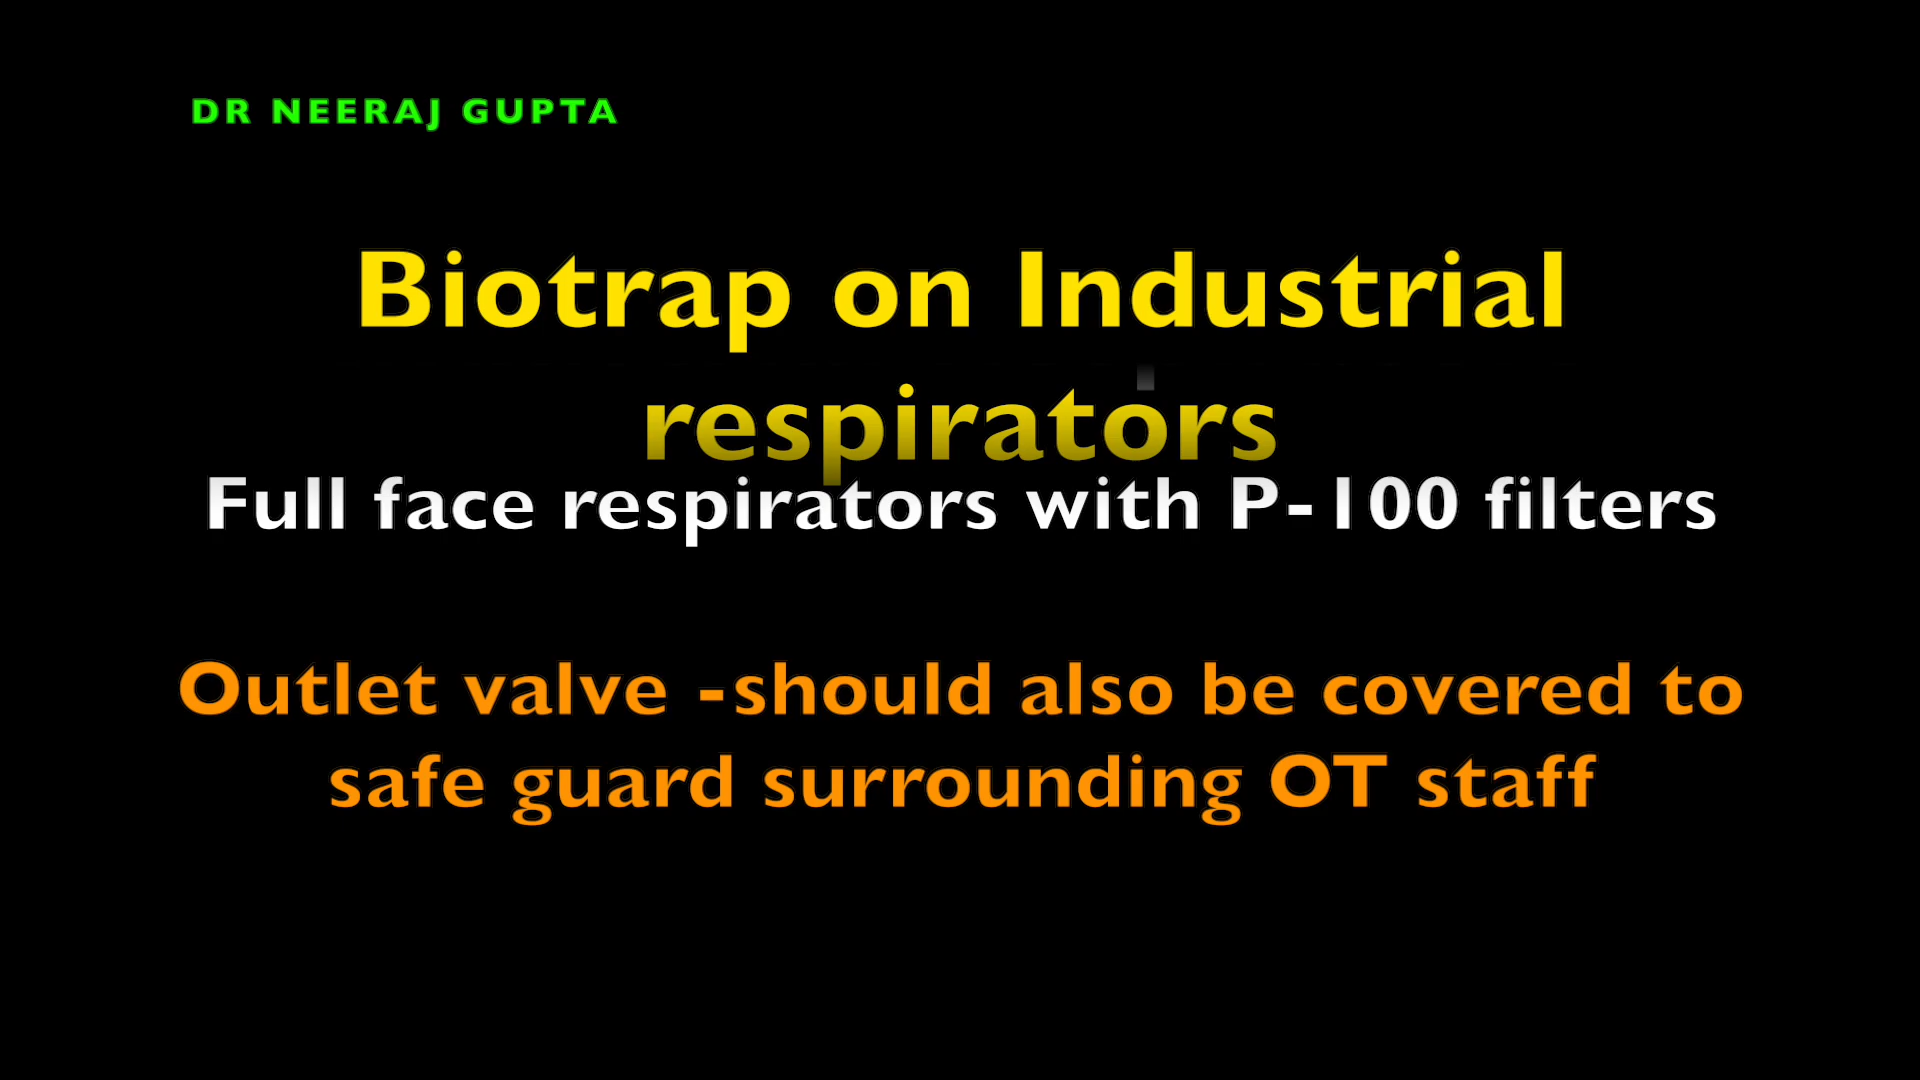 DR NEERAJ GUPTA
Biotrap on Industrial
respirators
Full face respirators with P-100 filters
Outlet valve -should also be covered to
safe guard surrounding OT staff